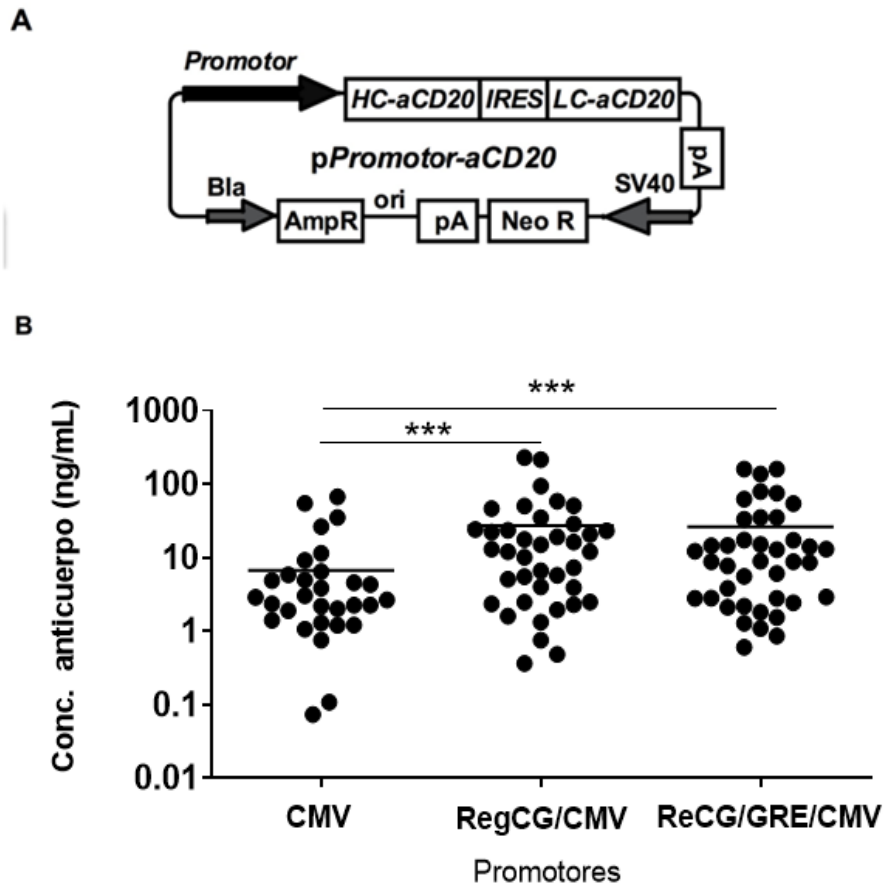 A
Promotor
HC-aCD20 IRES LC-aCD20
pA
pPromotor-aCD20
Bla ori SV40
AmpR pA Neo R
B
***
***
Conc. anticuerpo (ng/mL)
1000
100
10
1
0.1
0.01
CMV RegCG/CMV ReCG/GRE/CMV
Promotores